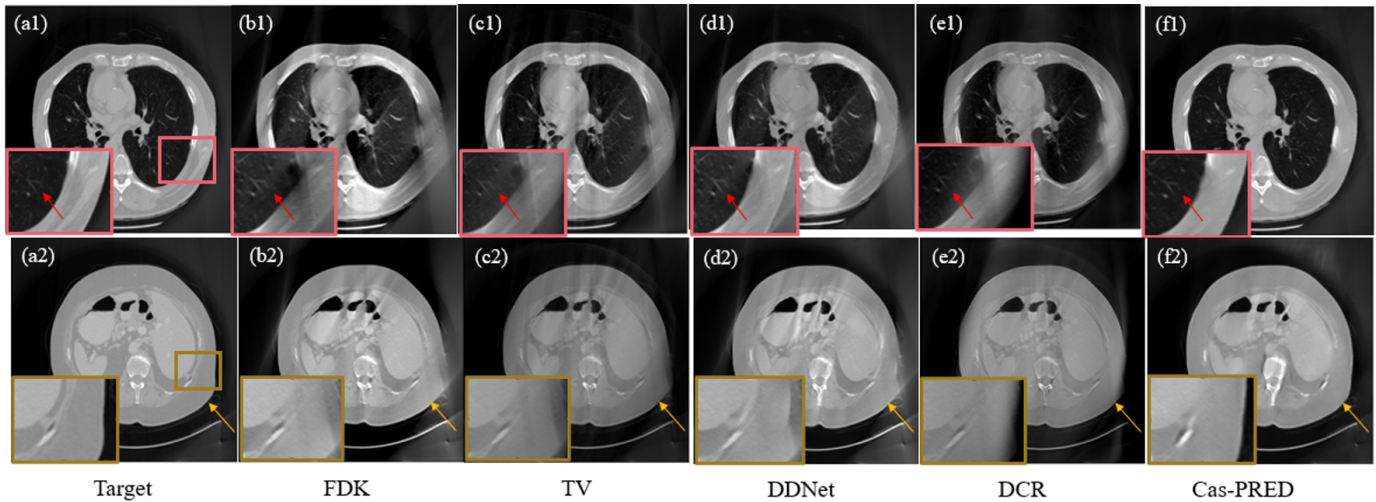 (a1) (b1) (c1) (d1) (e1) (f1)
(a2) (b2) (c2) (d2) (e2) (f2)
Target FDK TV DDNet DCR Cas-PRED